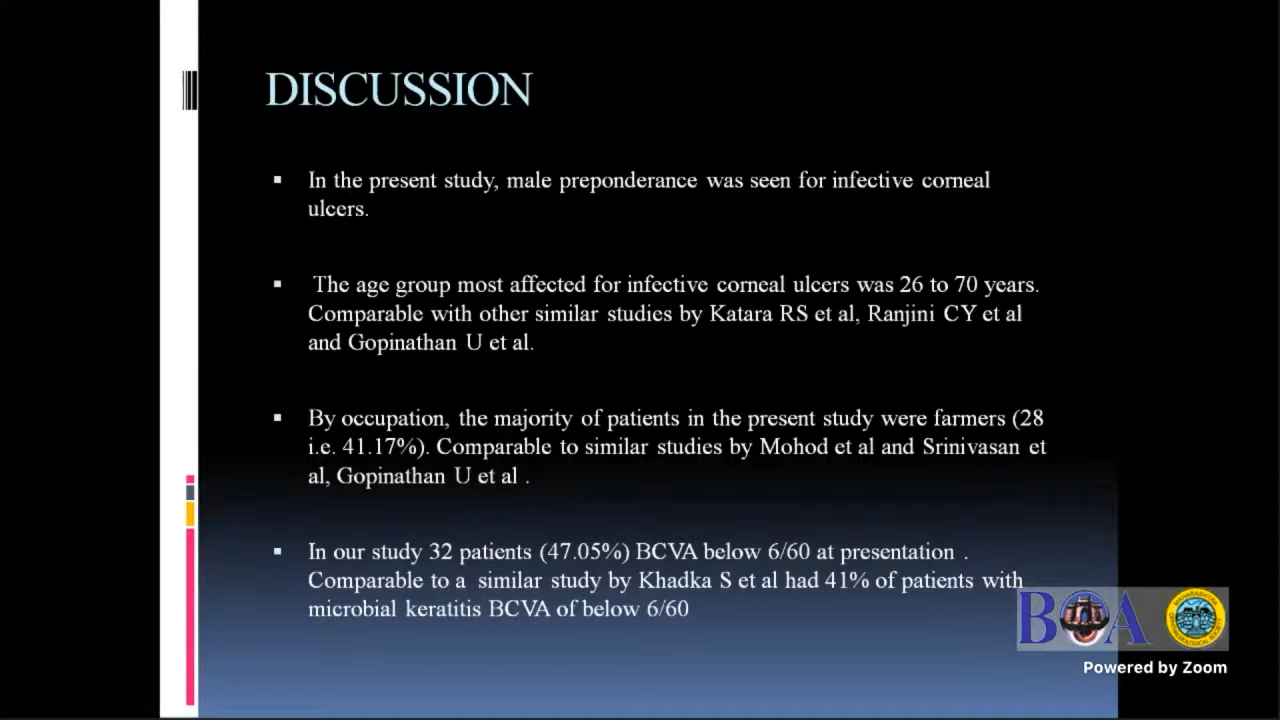 DISCUSSION
In the present study, male preponderance was seen for infective corneal
ulcers.
The age group most affected for infective corneal ulcers was 26 to 70 years.
Comparable with other similar studies by Katara RS et al, Ranjini CY et al
and Gopinathan U et al.
By occupation, the majority of patients in the present study were farmers (28
i.e. 41.17%). Comparable to similar studies by Mohod et al and Srinivasan et
al, Gopinathan U et al .
In our study 32 patients (47.05%) BCVA below 6/60 at presentation .
Comparable to a similar study by Khadka S et al had 41% of patients with
microbial keratitis BCVA of below 6/60
BOA
MAHARASHTRA
OPHTHALMOLOGICAL SOCIETY
Powered by Zoom